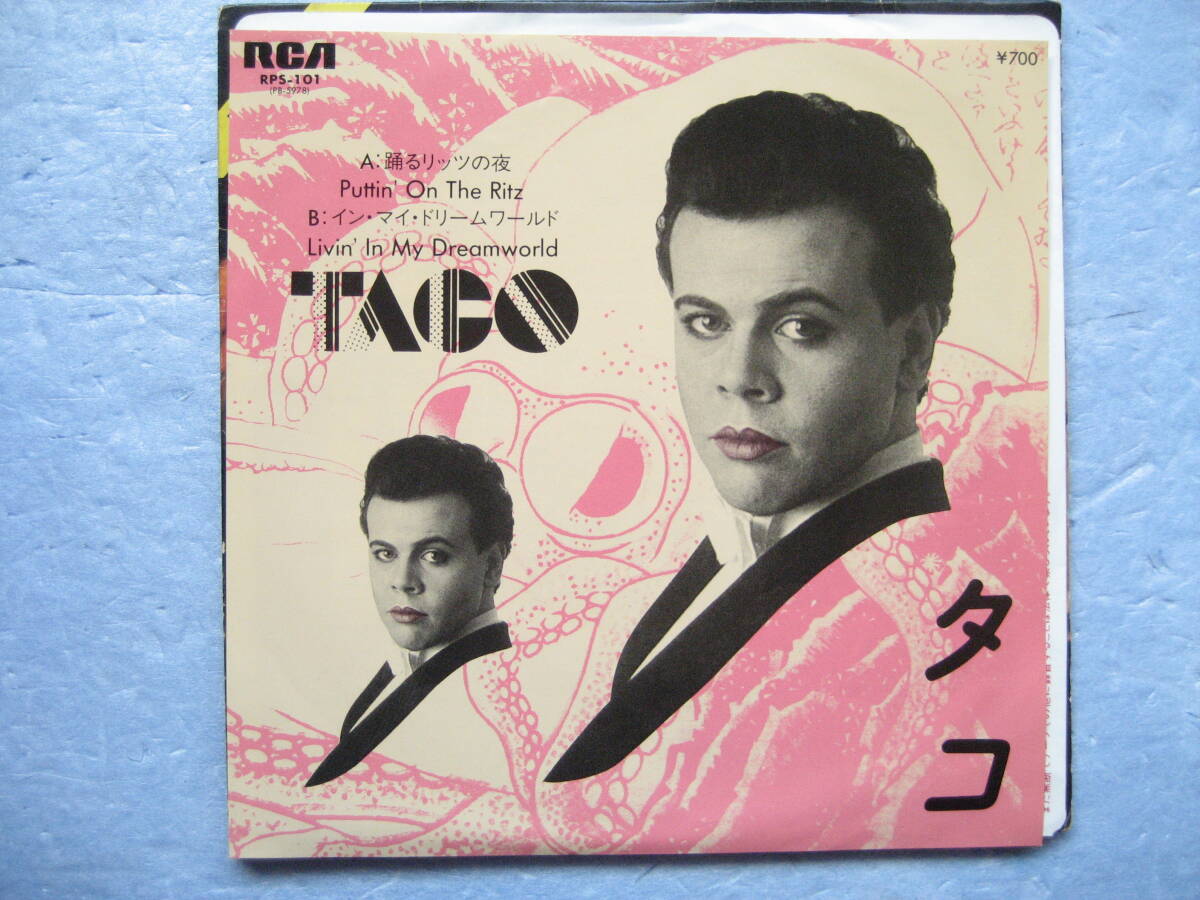 RCA
RPS-101
(PB-5978)
¥700
A:踊るリッツの夜
Puttin' On The Ritz
B:イン・マイ・ドリームワールド
Livin' In My Dreamworld
TACO
タコ